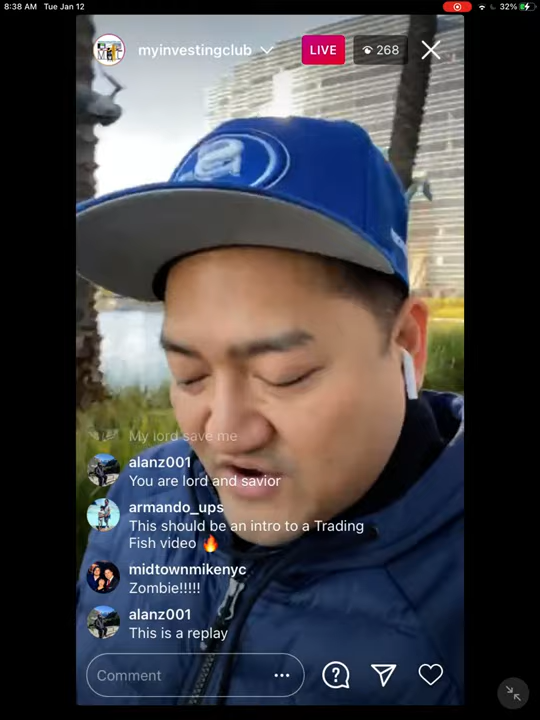 8:38 AM Tue Jan 12
32%
myinvestingclub
LIVE
268
My lord save me
alanz001
You are lord and savior
armando_ups
This should be an intro to a Trading
Fish video 🔥
midtownmikenyc
Zombie!!!!!
alanz001
This is a replay
Comment